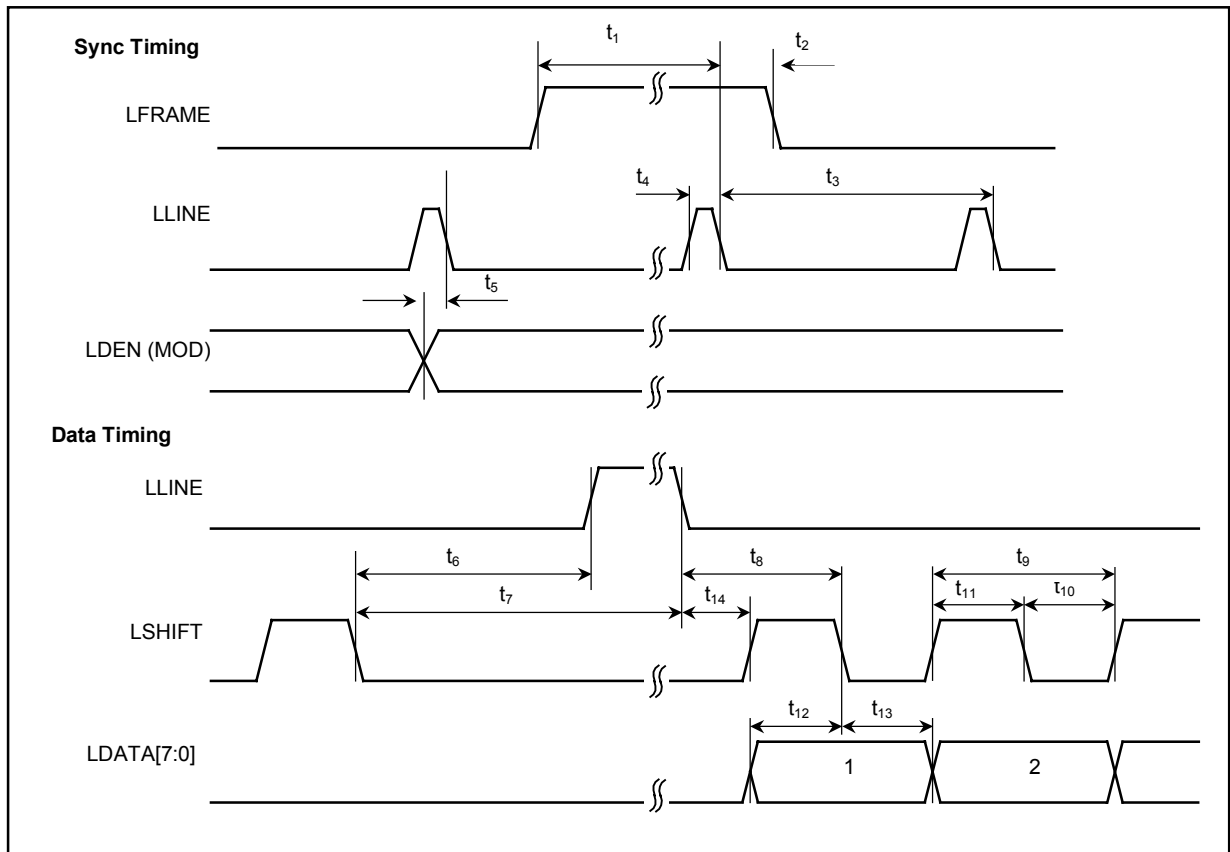 Sync Timing
t₁
t₂
LFRAME
t₄
t₃
LLINE
t₅
LDEN (MOD)
Data Timing
LLINE
t₆
t₈
t₉
t₇
t₁₄
t₁₁
τ₁₀
LSHIFT
t₁₂
t₁₃
LDATA[7:0]
1
2